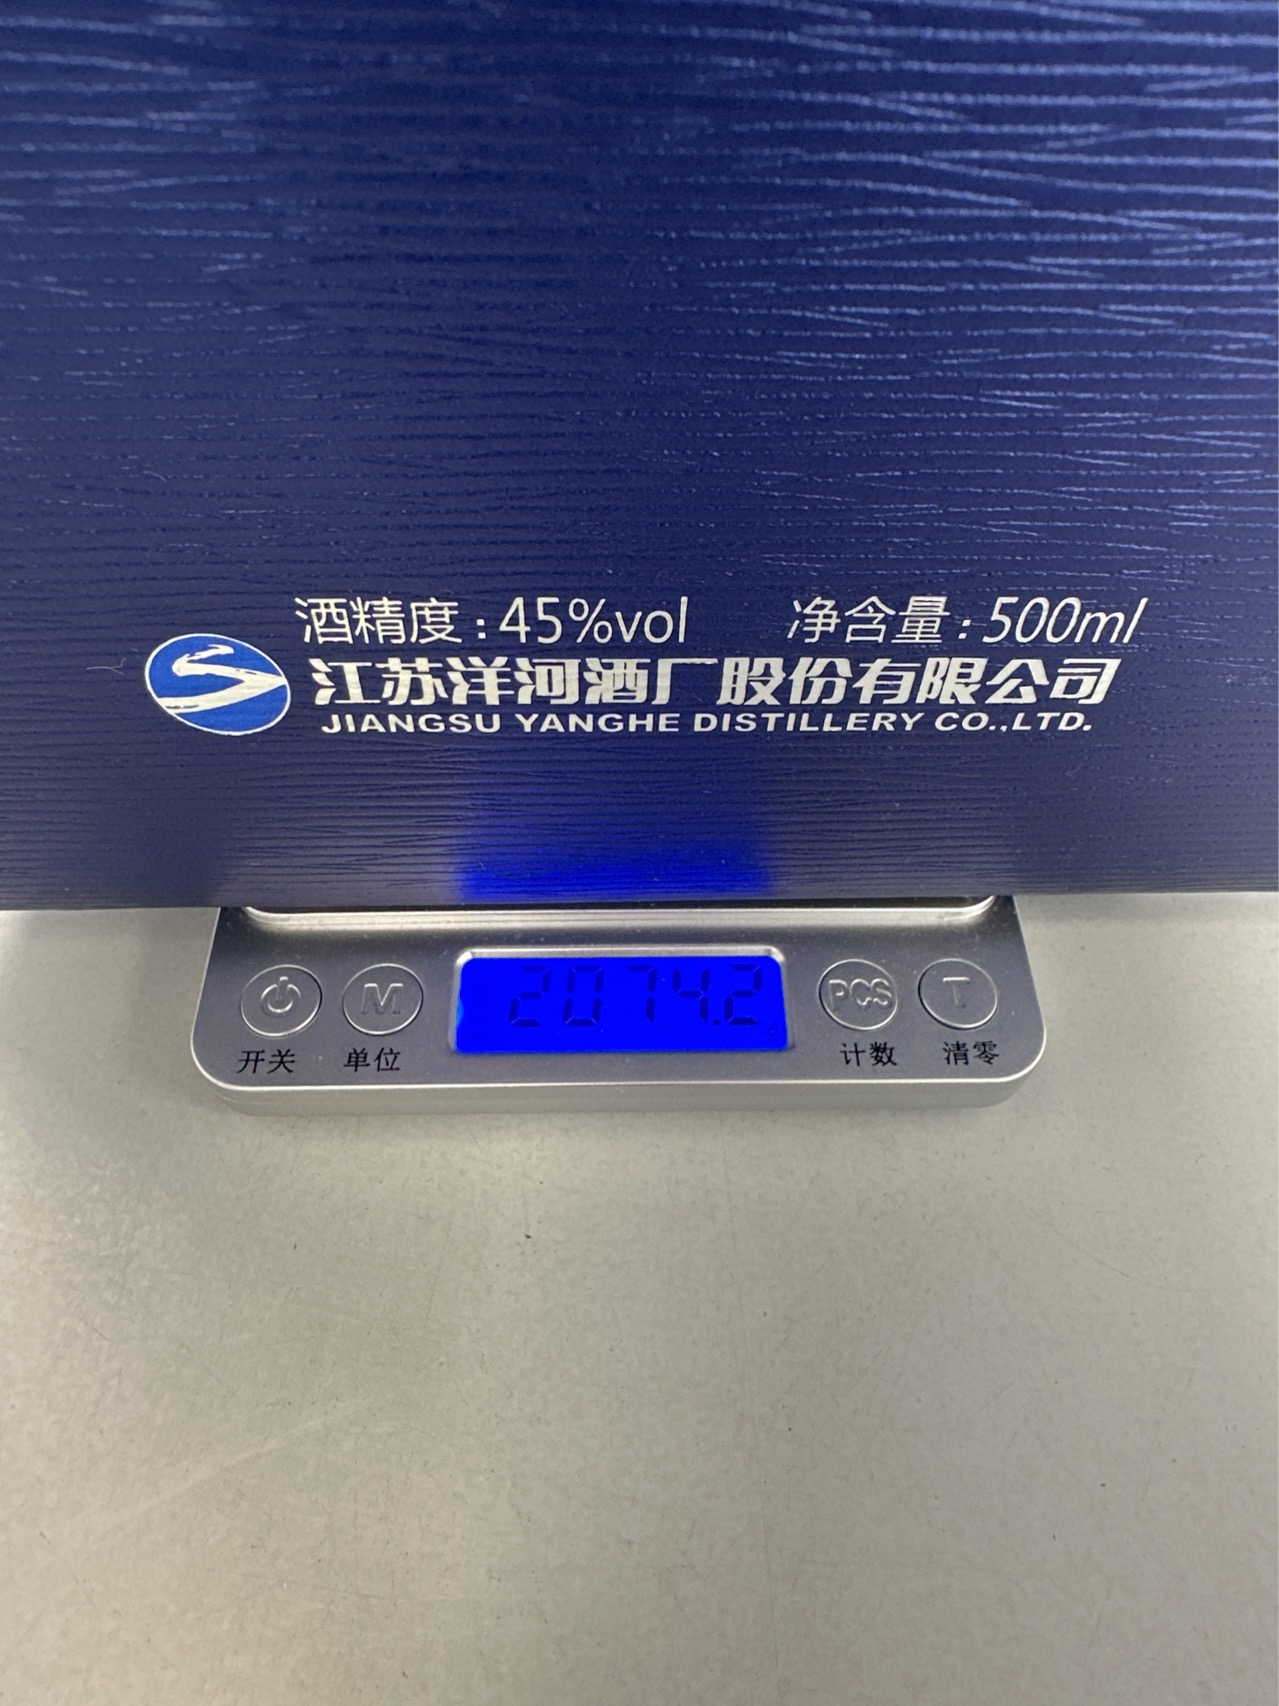 酒精度:45%vol 净含量:500ml
江苏洋河酒厂股份有限公司
JIANGSU YANGHE DISTILLERY CO.,LTD.
M 2074.2 PCS T
开关 单位 计数 清零